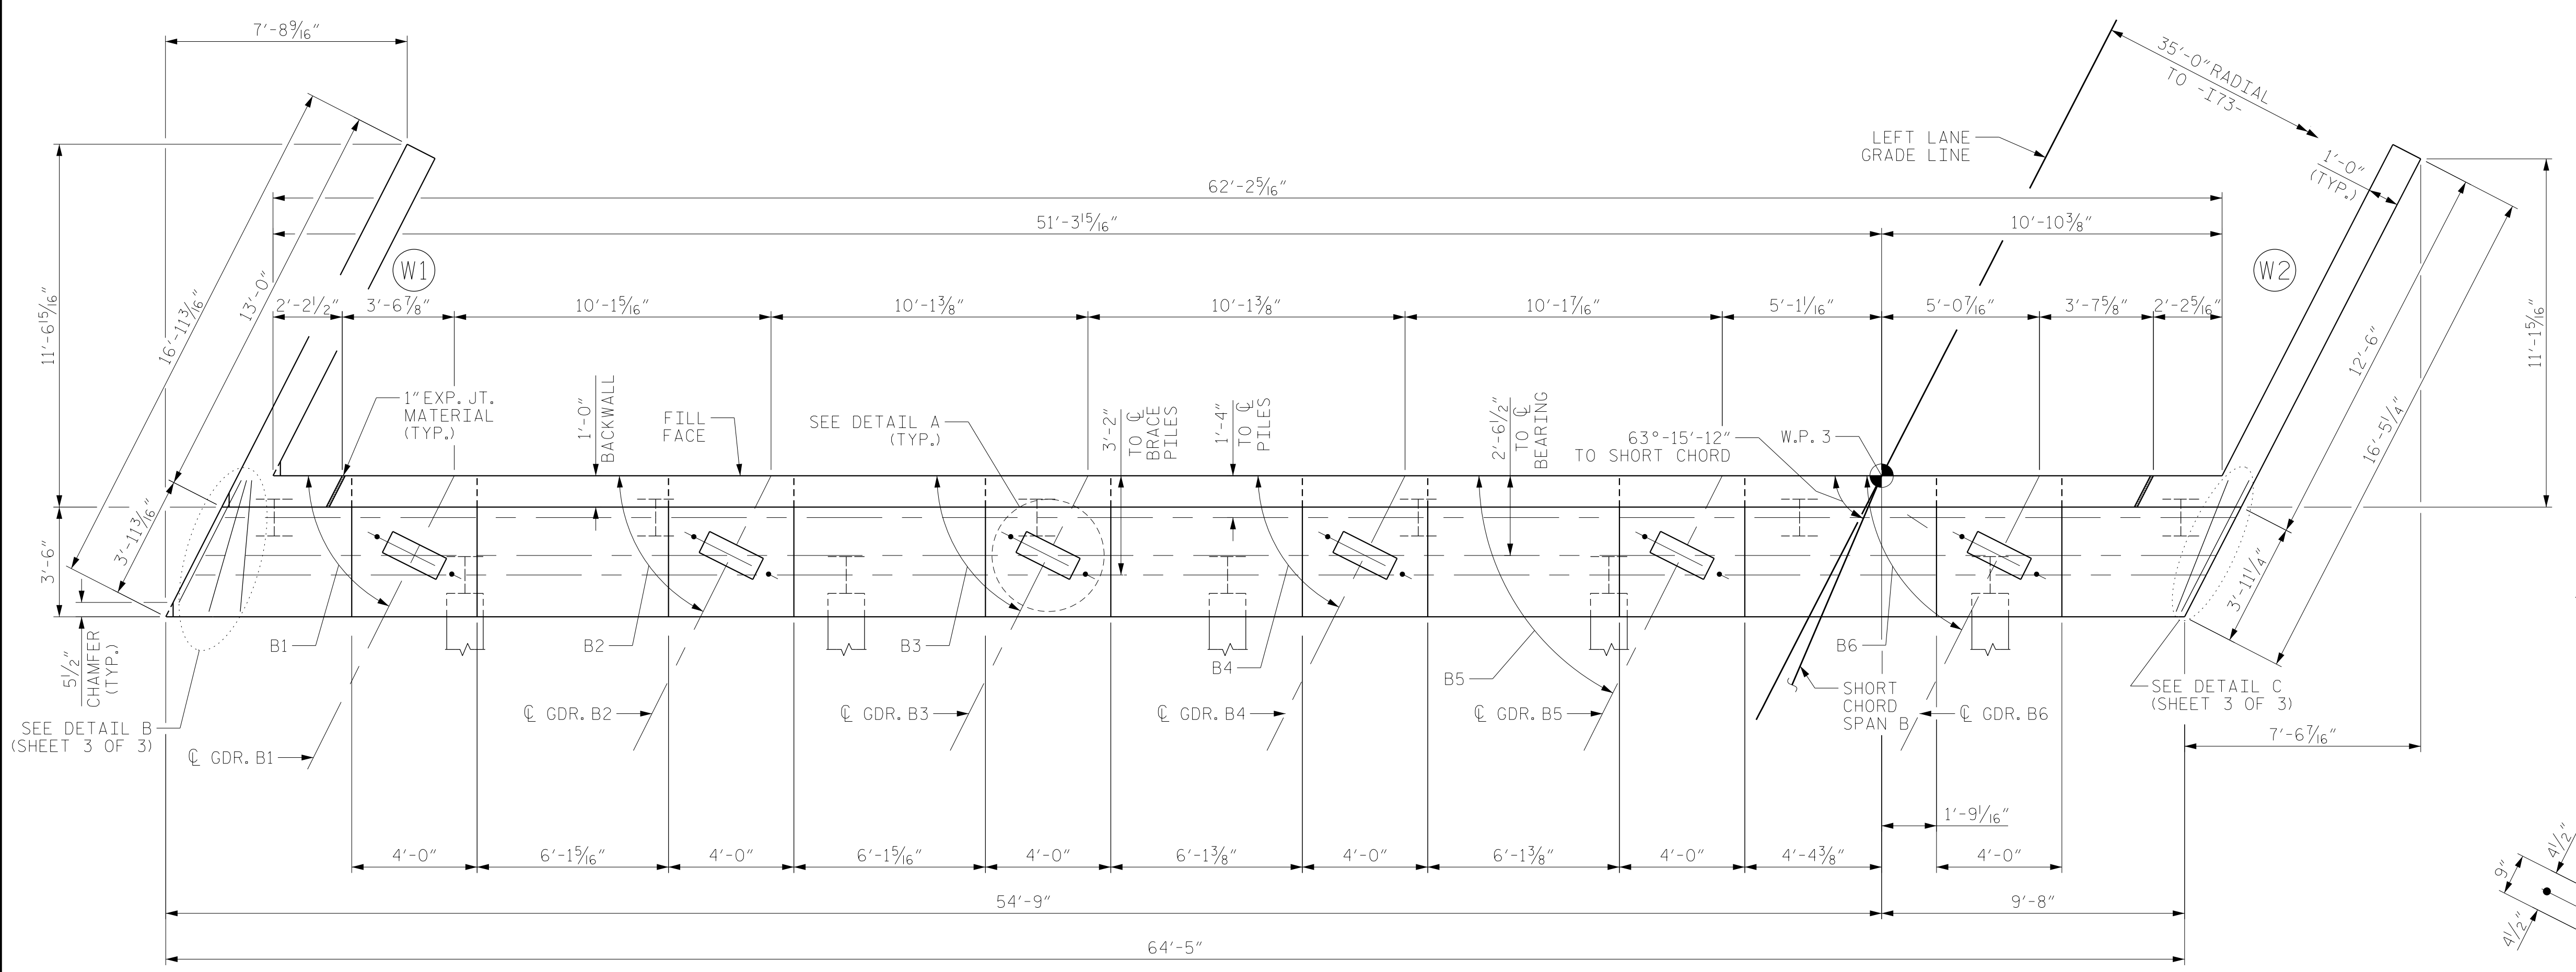 7'-8 9/16"
35'-0" RADIAL
TO -I73-
LEFT LANE
GRADE LINE
1'-0"
(TYP.)
62'-2 5/16"
51'-3 15/16"
10'-10 3/8"
W1
W2
16'-11 3/16"
13'-0"
11'-6 15/16"
2'-2 1/2"
3'-6 7/8"
10'-1 5/16"
10'-1 3/8"
10'-1 3/8"
10'-1 7/16"
5'-1 1/16"
5'-0 7/16"
3'-7 5/8"
2'-2 5/16"
12'-6"
16'-5 1/4"
11'-1 5/16"
1" EXP. JT.
MATERIAL
(TYP.)
1'-0"
BACKWALL
FILL
FACE
SEE DETAIL A
(TYP.)
3'-2"
TO ℄
BRACE
PILES
1'-4"
TO ℄
PILES
2'-6 1/2"
TO ℄
BEARING
63°-15'-12"
TO SHORT CHORD
W.P. 3
3'-11 3/16"
3'-6"
3'-11 1/4"
5 1/2"
CHAMFER
(TYP.)
B1
B2
B3
B4
B5
B6
SEE DETAIL B
(SHEET 3 OF 3)
℄ GDR. B1
℄ GDR. B2
℄ GDR. B3
℄ GDR. B4
℄ GDR. B5
SHORT
CHORD
SPAN B
℄ GDR. B6
SEE DETAIL C
(SHEET 3 OF 3)
7'-6 7/16"
1'-9 1/16"
4'-0"
6'-1 5/16"
4'-0"
6'-1 5/16"
4'-0"
6'-1 3/8"
4'-0"
6'-1 3/8"
4'-0"
4'-4 3/8"
4'-0"
54'-9"
9'-8"
64'-5"
9"
4 1/2"
4 1/2"